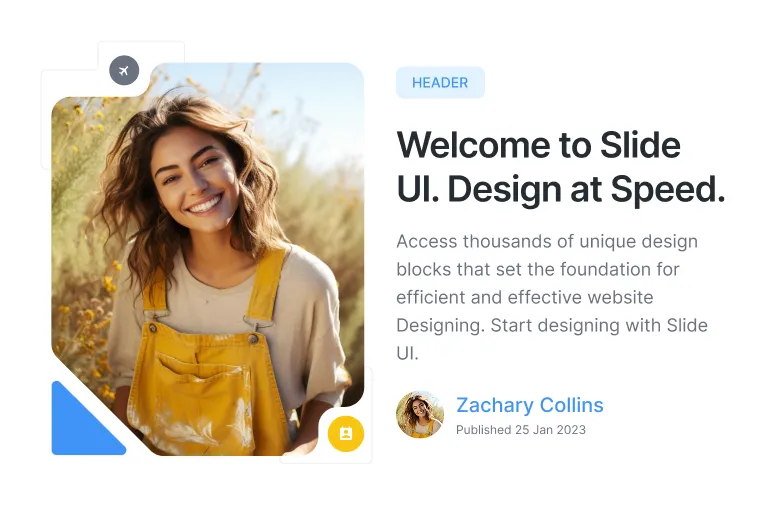 HEADER
Welcome to Slide
UI. Design at Speed.
Access thousands of unique design
blocks that set the foundation for
efficient and effective website
Designing. Start designing with Slide
UI.
Zachary Collins
Published 25 Jan 2023